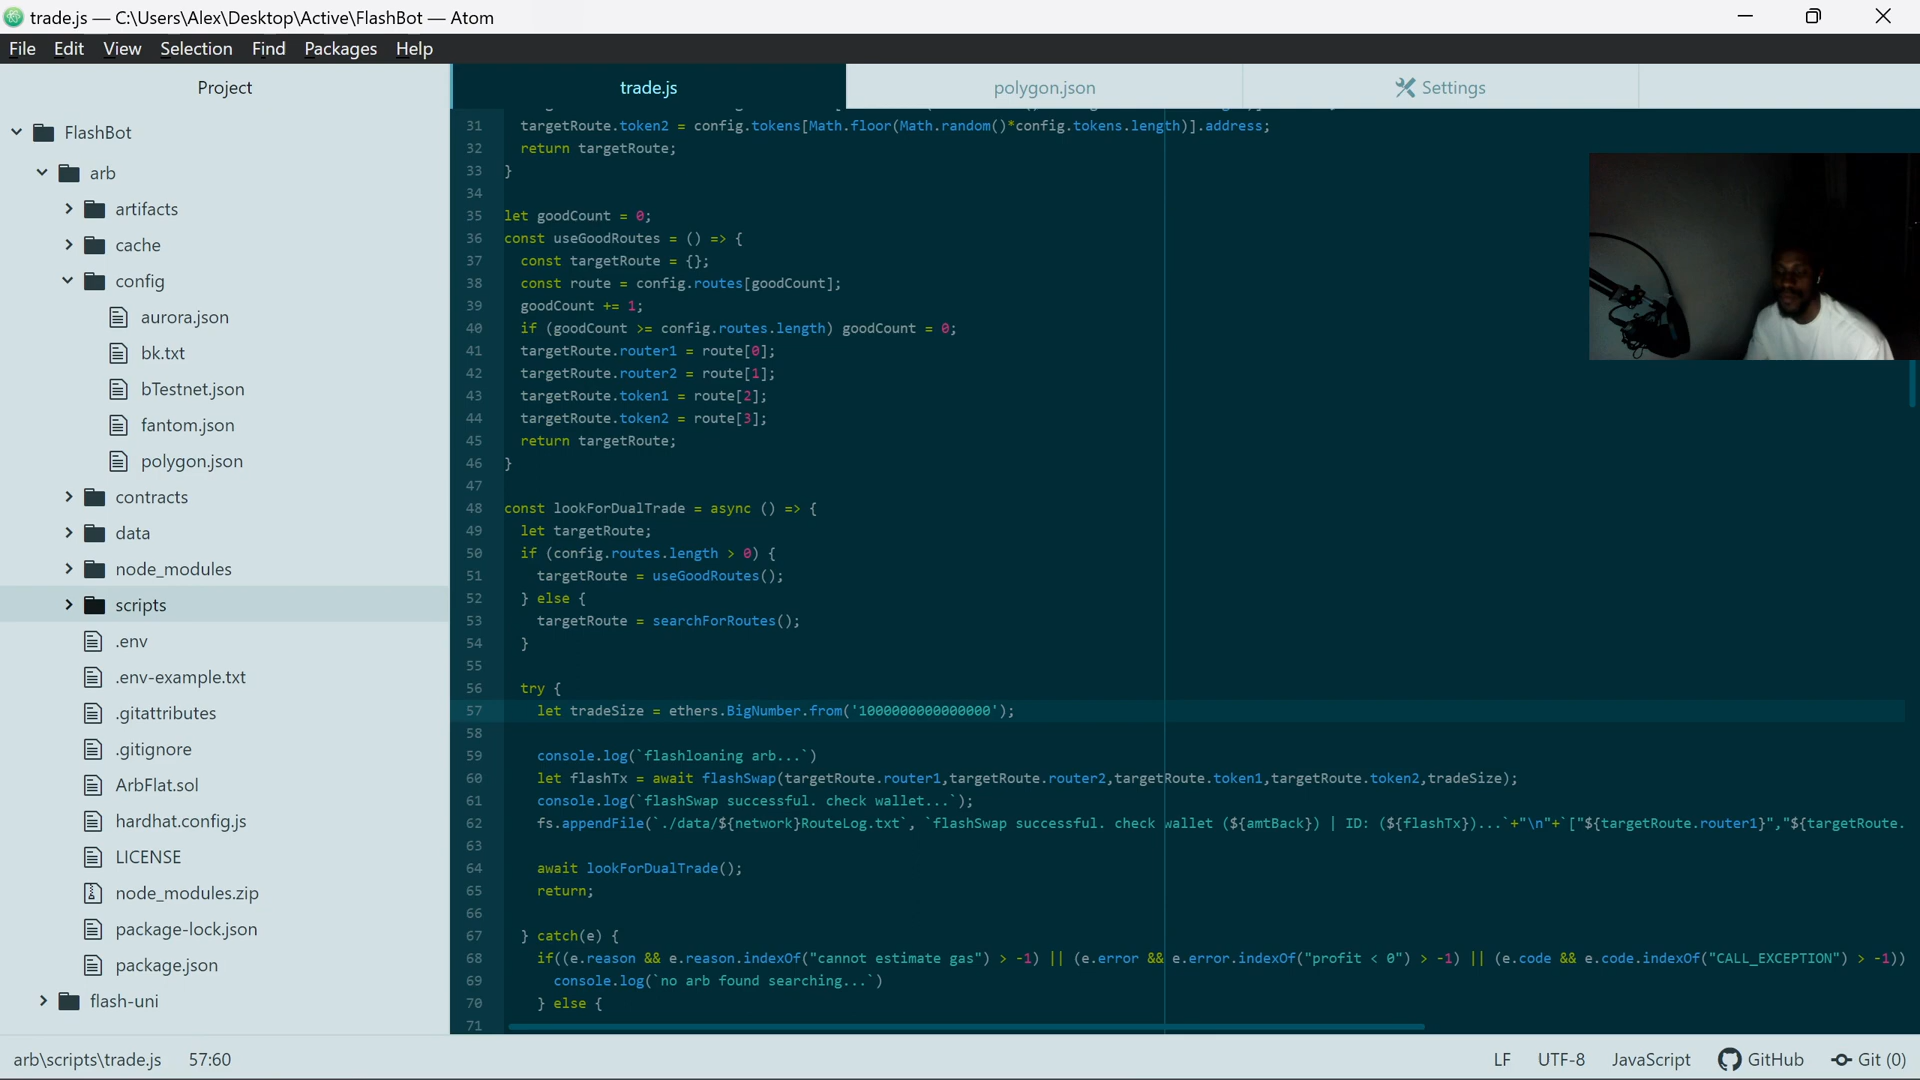 trade.js — C:\Users\Alex\Desktop\Active\FlashBot — Atom
File Edit View Selection Find Packages Help
Project
FlashBot
arb
artifacts
cache
config
aurora.json
bk.txt
bTestnet.json
fantom.json
polygon.json
contracts
data
node_modules
scripts
.env
.env-example.txt
.gitattributes
.gitignore
ArbFlat.sol
hardhat.config.js
LICENSE
node_modules.zip
package-lock.json
package.json
flash-uni
trade.js polygon.json Settings
31 targetRoute.token2 = config.tokens[Math.floor(Math.random()*config.tokens.length)].address;
32 return targetRoute;
33 }
34
35 let goodCount = 0;
36 const useGoodRoutes = () => {
37 const targetRoute = {};
38 const route = config.routes[goodCount];
39 goodCount += 1;
40 if (goodCount >= config.routes.length) goodCount = 0;
41 targetRoute.router1 = route[0];
42 targetRoute.router2 = route[1];
43 targetRoute.token1 = route[2];
44 targetRoute.token2 = route[3];
45 return targetRoute;
46 }
47
48 const lookForDualTrade = async () => {
49 let targetRoute;
50 if (config.routes.length > 0) {
51 targetRoute = useGoodRoutes();
52 } else {
53 targetRoute = searchForRoutes();
54 }
55
56 try {
57 let tradeSize = ethers.BigNumber.from('1000000000000000');
58
59 console.log(`flashloaning arb...`)
60 let flashTx = await flashSwap(targetRoute.router1,targetRoute.router2,targetRoute.token1,targetRoute.token2,tradeSize);
61 console.log(`flashSwap successful. check wallet...`);
62 fs.appendFile(`./data/${network}RouteLog.txt`, `flashSwap successful. check wallet (${amtBack}) | ID: (${flashTx})...`+"\n"+`["${targetRoute.router1}","${targetRoute.
63
64 await lookForDualTrade();
65 return;
66
67 } catch(e) {
68 if((e.reason && e.reason.indexOf("cannot estimate gas") > -1) || (e.error && e.error.indexOf("profit < 0") > -1) || (e.code && e.code.indexOf("CALL_EXCEPTION") > -1))
69 console.log(`no arb found searching...`)
70 } else {
71
arb\scripts\trade.js 57:60 LF UTF-8 JavaScript GitHub Git (0)